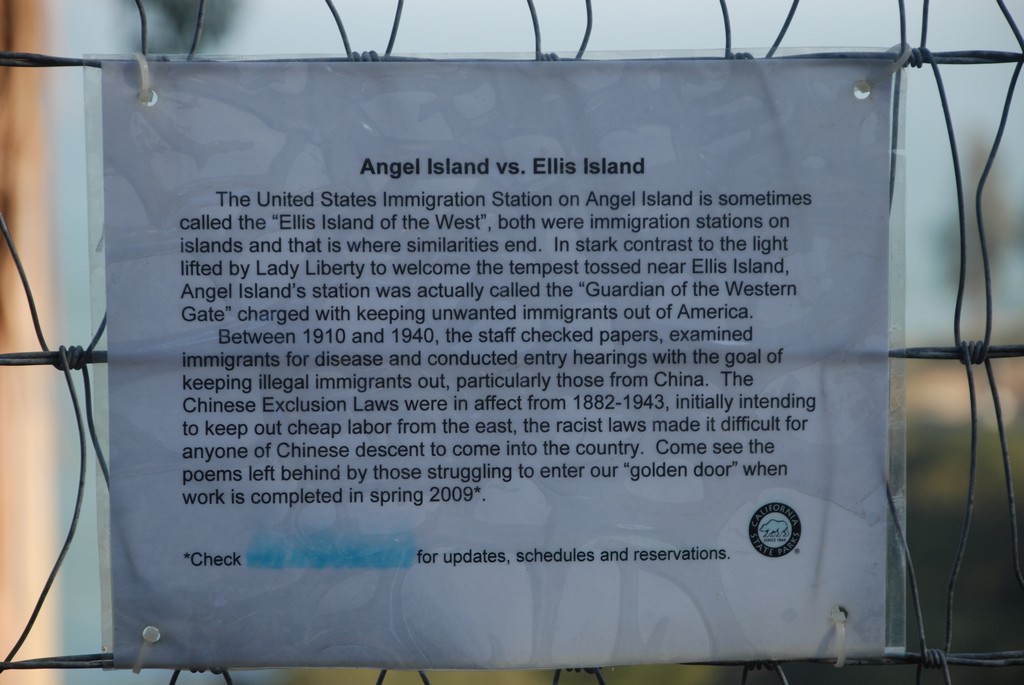 Angel Island vs. Ellis Island
The United States Immigration Station on Angel Island is sometimes
called the “Ellis Island of the West”, both were immigration stations on
islands and that is where similarities end.  In stark contrast to the light
lifted by Lady Liberty to welcome the tempest tossed near Ellis Island,
Angel Island’s station was actually called the “Guardian of the Western
Gate” charged with keeping unwanted immigrants out of America.
Between 1910 and 1940, the staff checked papers, examined
immigrants for disease and conducted entry hearings with the goal of
keeping illegal immigrants out, particularly those from China.  The
Chinese Exclusion Laws were in affect from 1882-1943, initially intending
to keep out cheap labor from the east, the racist laws made it difficult for
anyone of Chinese descent to come into the country.  Come see the
poems left behind by those struggling to enter our “golden door” when
work is completed in spring 2009*.
CALIFORNIA
STATE PARKS
*Check for updates, schedules and reservations.